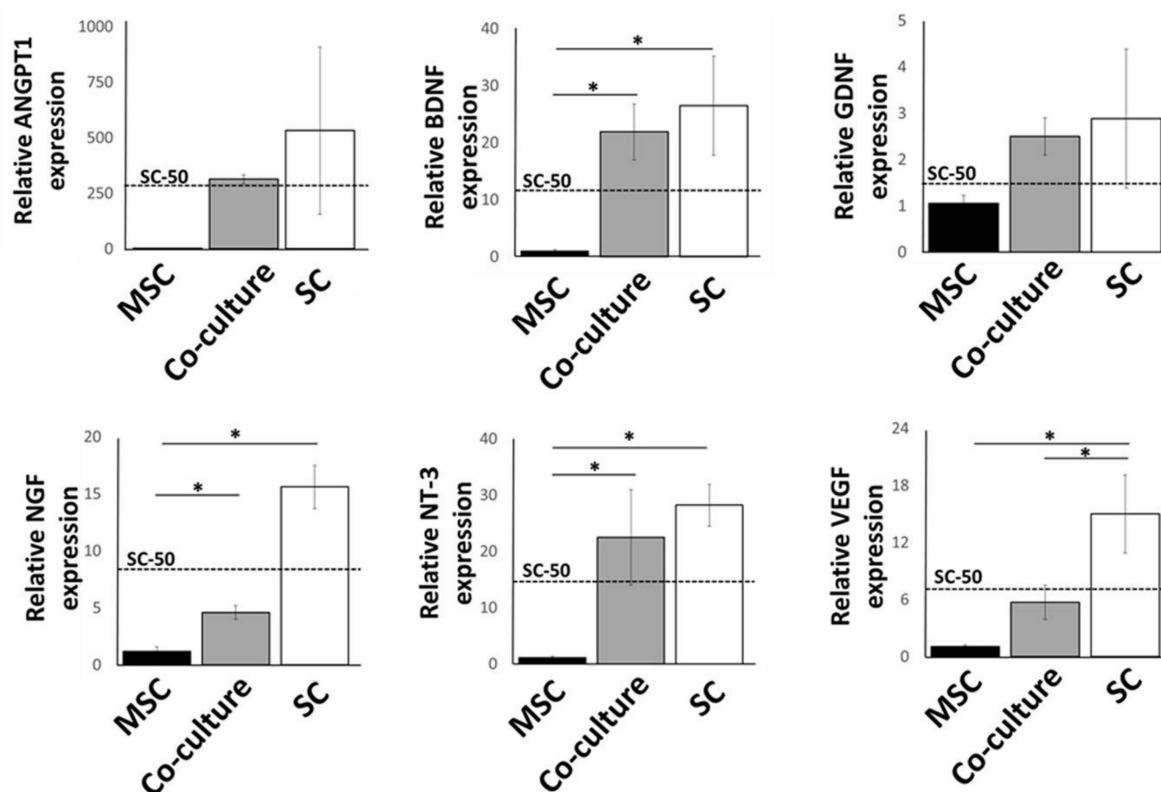 Relative ANGPT1
expression
1000
750
500
250
0
SC-50
MSC
Co-culture
SC
Relative BDNF
expression
40
30
20
10
0
SC-50
*
*
MSC
Co-culture
SC
Relative GDNF
expression
5
4
3
2
1
0
SC-50
MSC
Co-culture
SC
Relative NGF
expression
20
15
10
5
0
SC-50
*
*
MSC
Co-culture
SC
Relative NT-3
expression
40
30
20
10
0
SC-50
*
*
MSC
Co-culture
SC
Relative VEGF
expression
24
18
12
6
0
SC-50
*
*
MSC
Co-culture
SC